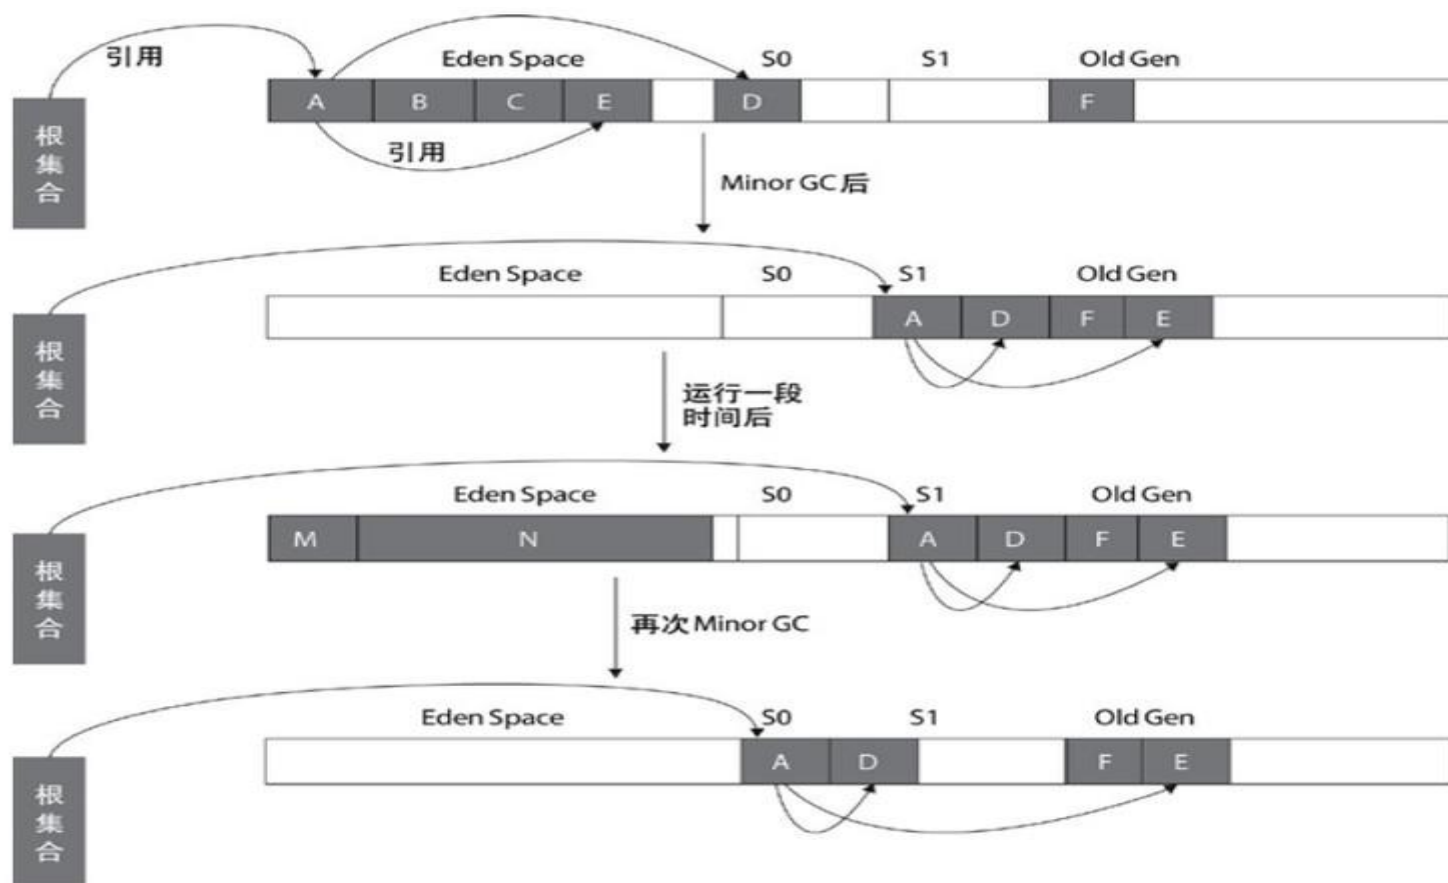 引用
Eden Space S0 S1 Old Gen
A B C E D F
根集合
引用
Minor GC后
Eden Space S0 S1 Old Gen
A D F E
根集合
运行一段
时间后
Eden Space S0 S1 Old Gen
M N A D F E
根集合
再次Minor GC
Eden Space S0 S1 Old Gen
A D F E
根集合